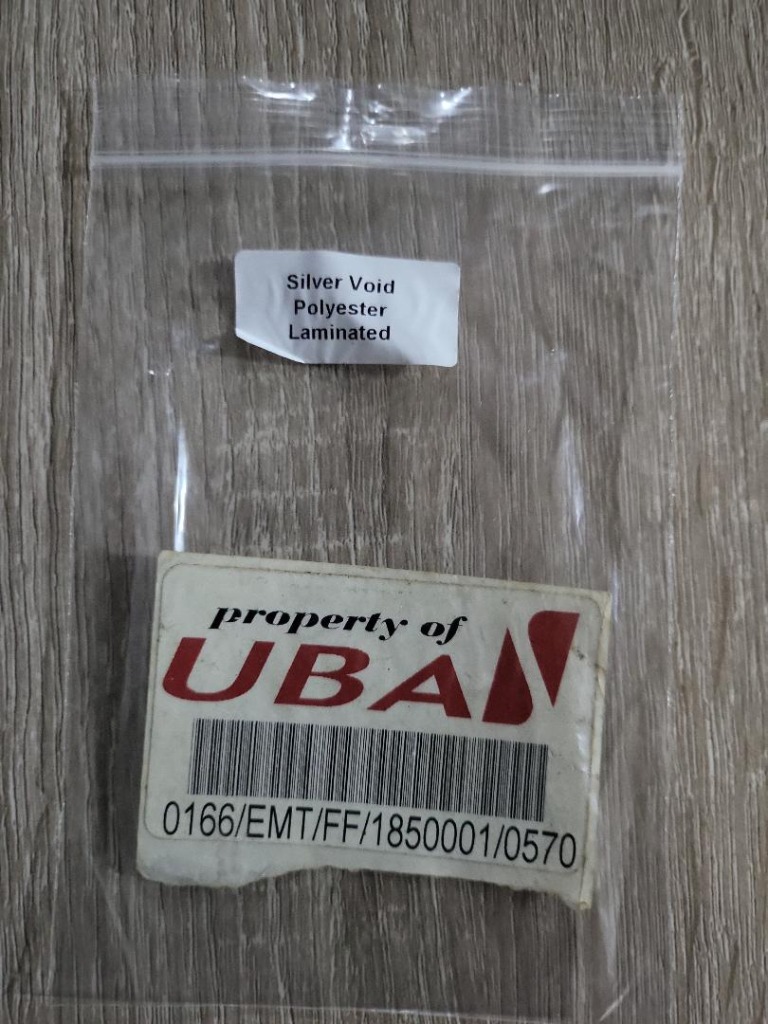 Silver Void
Polyester
Laminated
property of
UBA
0166/EMT/FF/1850001/0570